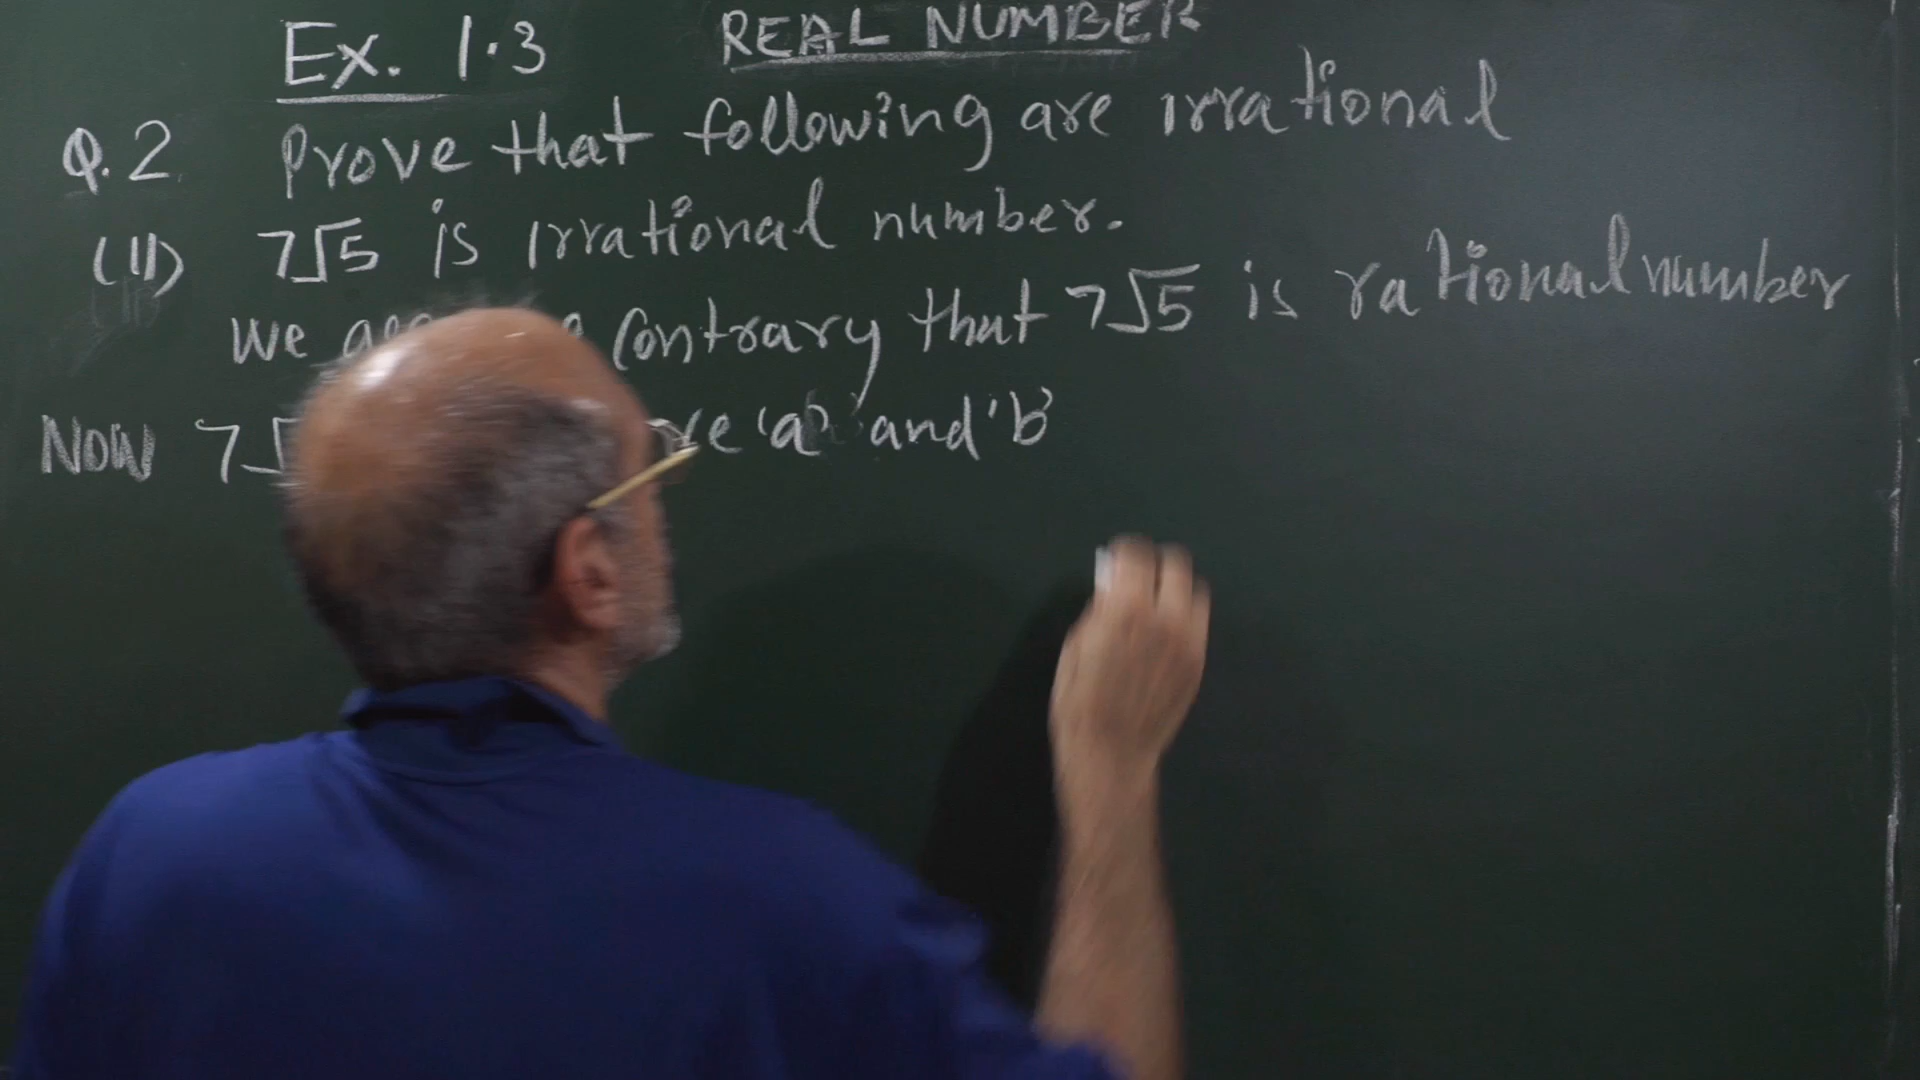 Ex. 1.3 REAL NUMBER
Q.2 Prove that following are irrational
(II) 7√5 is irrational number.
We contrary that 7√5 is rational number
Now 7√ 'a' and 'b'